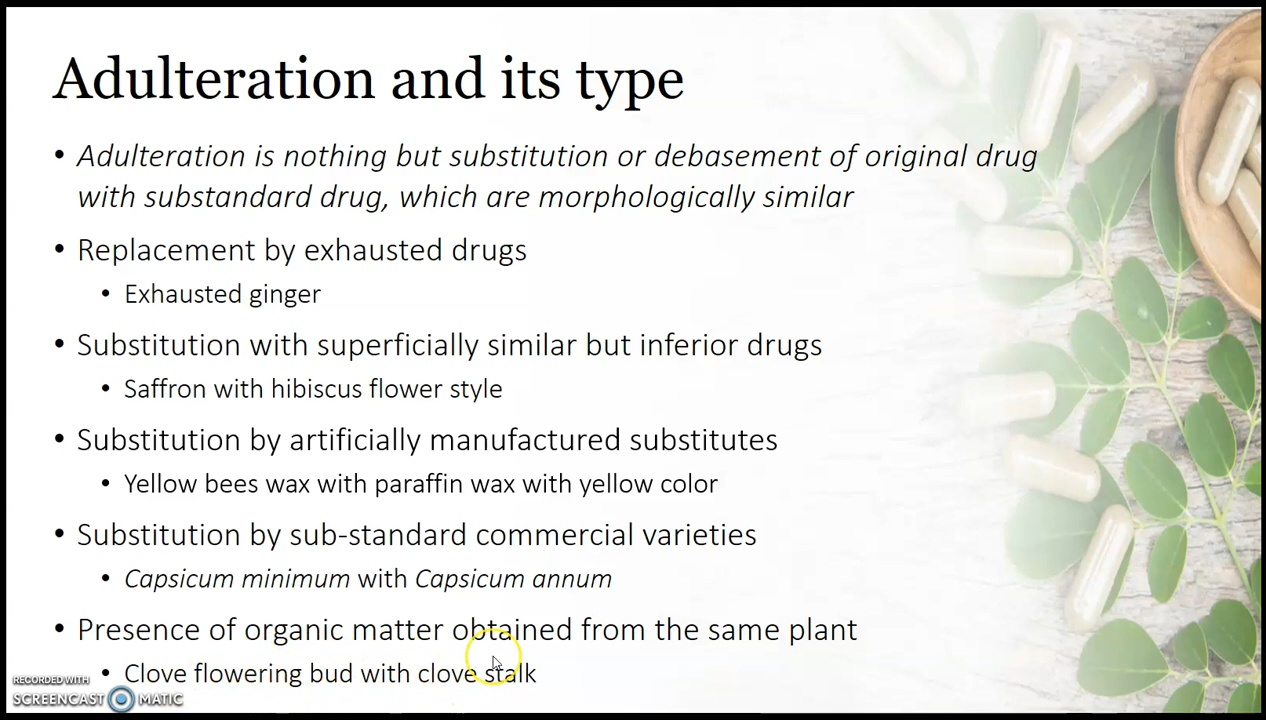 Adulteration and its type
• Adulteration is nothing but substitution or debasement of original drug
with substandard drug, which are morphologically similar
• Replacement by exhausted drugs
• Exhausted ginger
• Substitution with superficially similar but inferior drugs
• Saffron with hibiscus flower style
• Substitution by artificially manufactured substitutes
• Yellow bees wax with paraffin wax with yellow color
• Substitution by sub-standard commercial varieties
• Capsicum minimum with Capsicum annum
• Presence of organic matter obtained from the same plant
• Clove flowering bud with clove stalk
RECORDED WITH
SCREENCAST MATIC